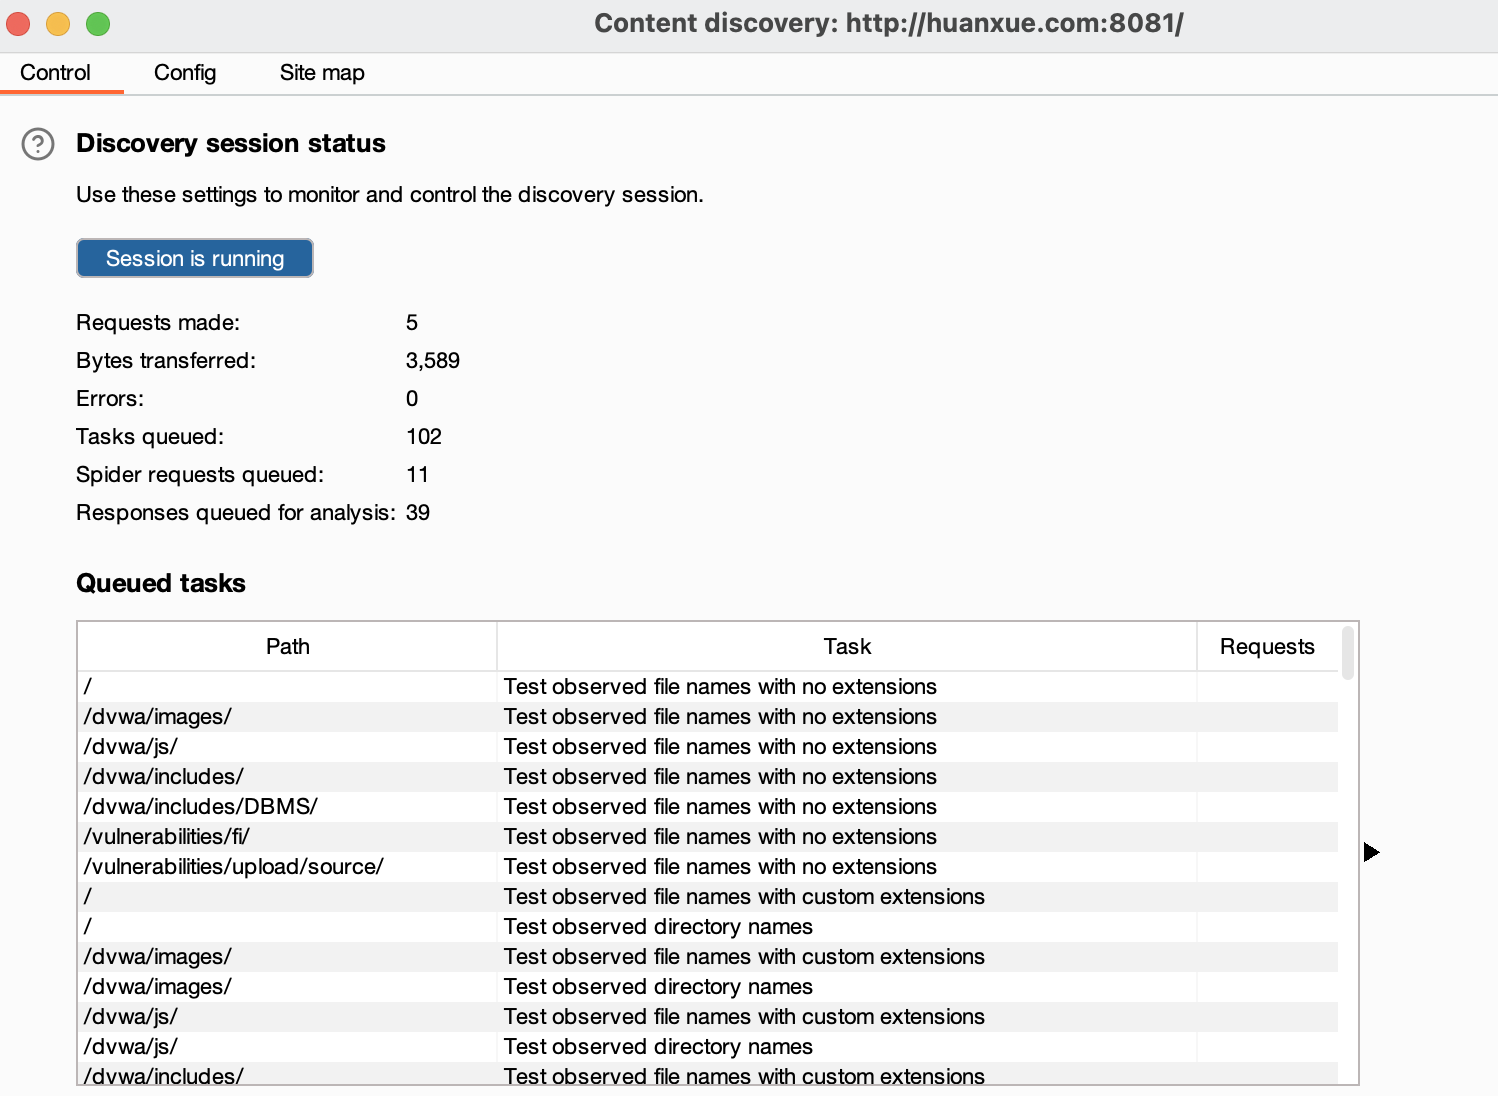 Content discovery: http://huanxue.com:8081/
Control Config Site map
? Discovery session status
Use these settings to monitor and control the discovery session.
Session is running
Requests made: 5
Bytes transferred: 3,589
Errors: 0
Tasks queued: 102
Spider requests queued: 11
Responses queued for analysis: 39
Queued tasks
Path Task Requests
/ Test observed file names with no extensions
/dvwa/images/ Test observed file names with no extensions
/dvwa/js/ Test observed file names with no extensions
/dvwa/includes/ Test observed file names with no extensions
/dvwa/includes/DBMS/ Test observed file names with no extensions
/vulnerabilities/fi/ Test observed file names with no extensions
/vulnerabilities/upload/source/ Test observed file names with no extensions
/ Test observed file names with custom extensions
/ Test observed directory names
/dvwa/images/ Test observed file names with custom extensions
/dvwa/images/ Test observed directory names
/dvwa/js/ Test observed file names with custom extensions
/dvwa/js/ Test observed directory names
/dvwa/includes/ Test observed file names with custom extensions